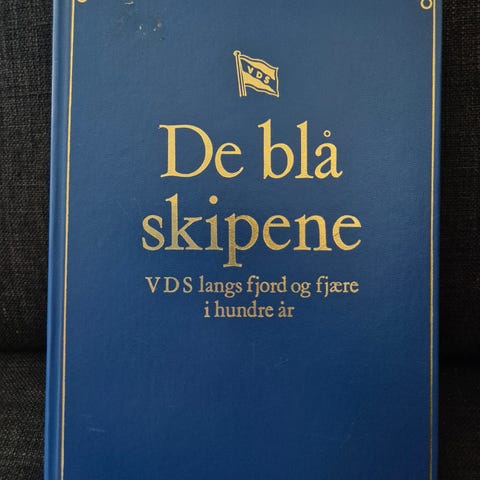 VDS
De blå
skipene
VDS langs fjord og fjære
i hundre år